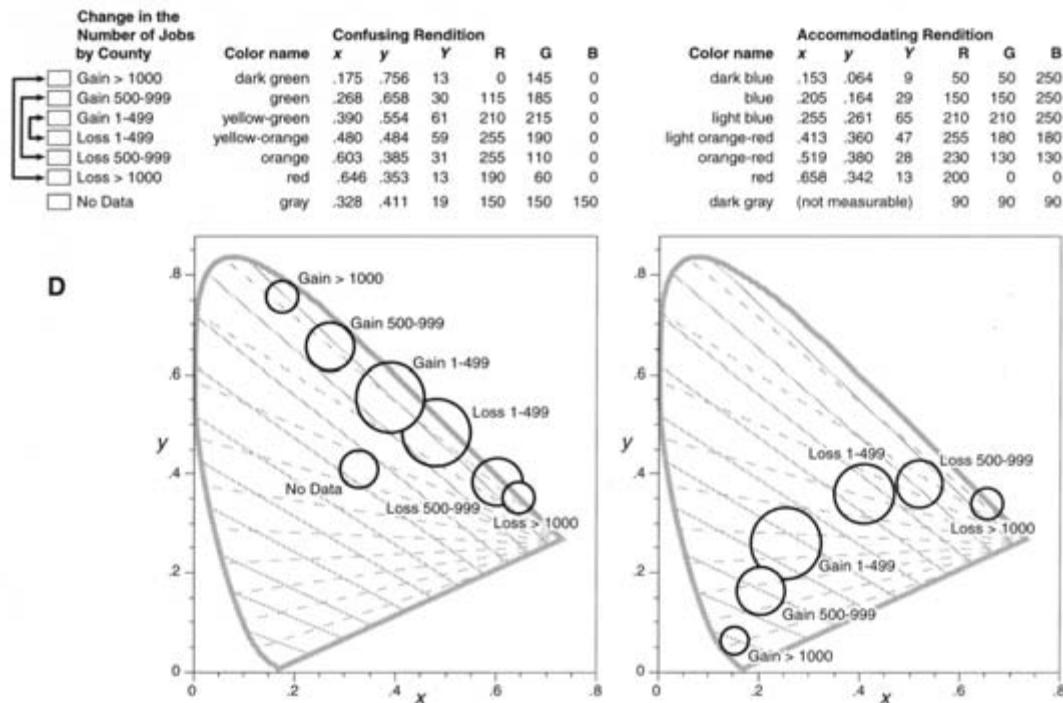 Change in the
Number of Jobs
by County
Gain > 1000
Gain 500-999
Gain 1-499
Loss 1-499
Loss 500-999
Loss > 1000
No Data
Confusing Rendition
Color name x y Y R G B
dark green .175 .756 13 0 145 0
green .268 .658 30 115 185 0
yellow-green .390 .554 61 210 215 0
yellow-orange .480 .484 59 255 190 0
orange .603 .385 31 255 110 0
red .646 .353 13 190 60 0
gray .328 .411 19 150 150 150
Accommodating Rendition
Color name x y Y R G B
dark blue .153 .064 9 50 50 250
blue .205 .164 29 150 150 250
light blue .255 .261 65 210 210 250
light orange-red .413 .360 47 255 180 180
orange-red .519 .380 28 230 130 130
red .658 .342 13 200 0 0
dark gray (not measurable) 90 90 90
D
.8
.6
y
.4
.2
0
0 .2 .4 .6 .8
x
Gain > 1000
Gain 500-999
Gain 1-499
Loss 1-499
No Data
Loss 500-999
Loss > 1000
.8
.6
y
.4
.2
0
0 .2 .4 .6 .8
x
Loss 1-499
Loss 500-999
Loss > 1000
Gain 1-499
Gain 500-999
Gain > 1000